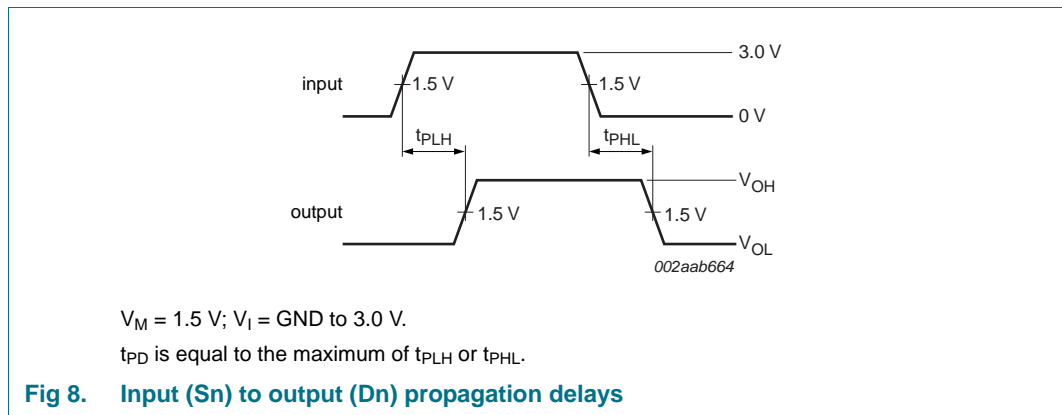 3.0 V
input
1.5 V
1.5 V
0 V
tPLH
tPHL
VOH
output
1.5 V
1.5 V
VOL
002aab664
VM = 1.5 V; VI = GND to 3.0 V.
tPD is equal to the maximum of tPLH or tPHL.
Fig 8. Input (Sn) to output (Dn) propagation delays